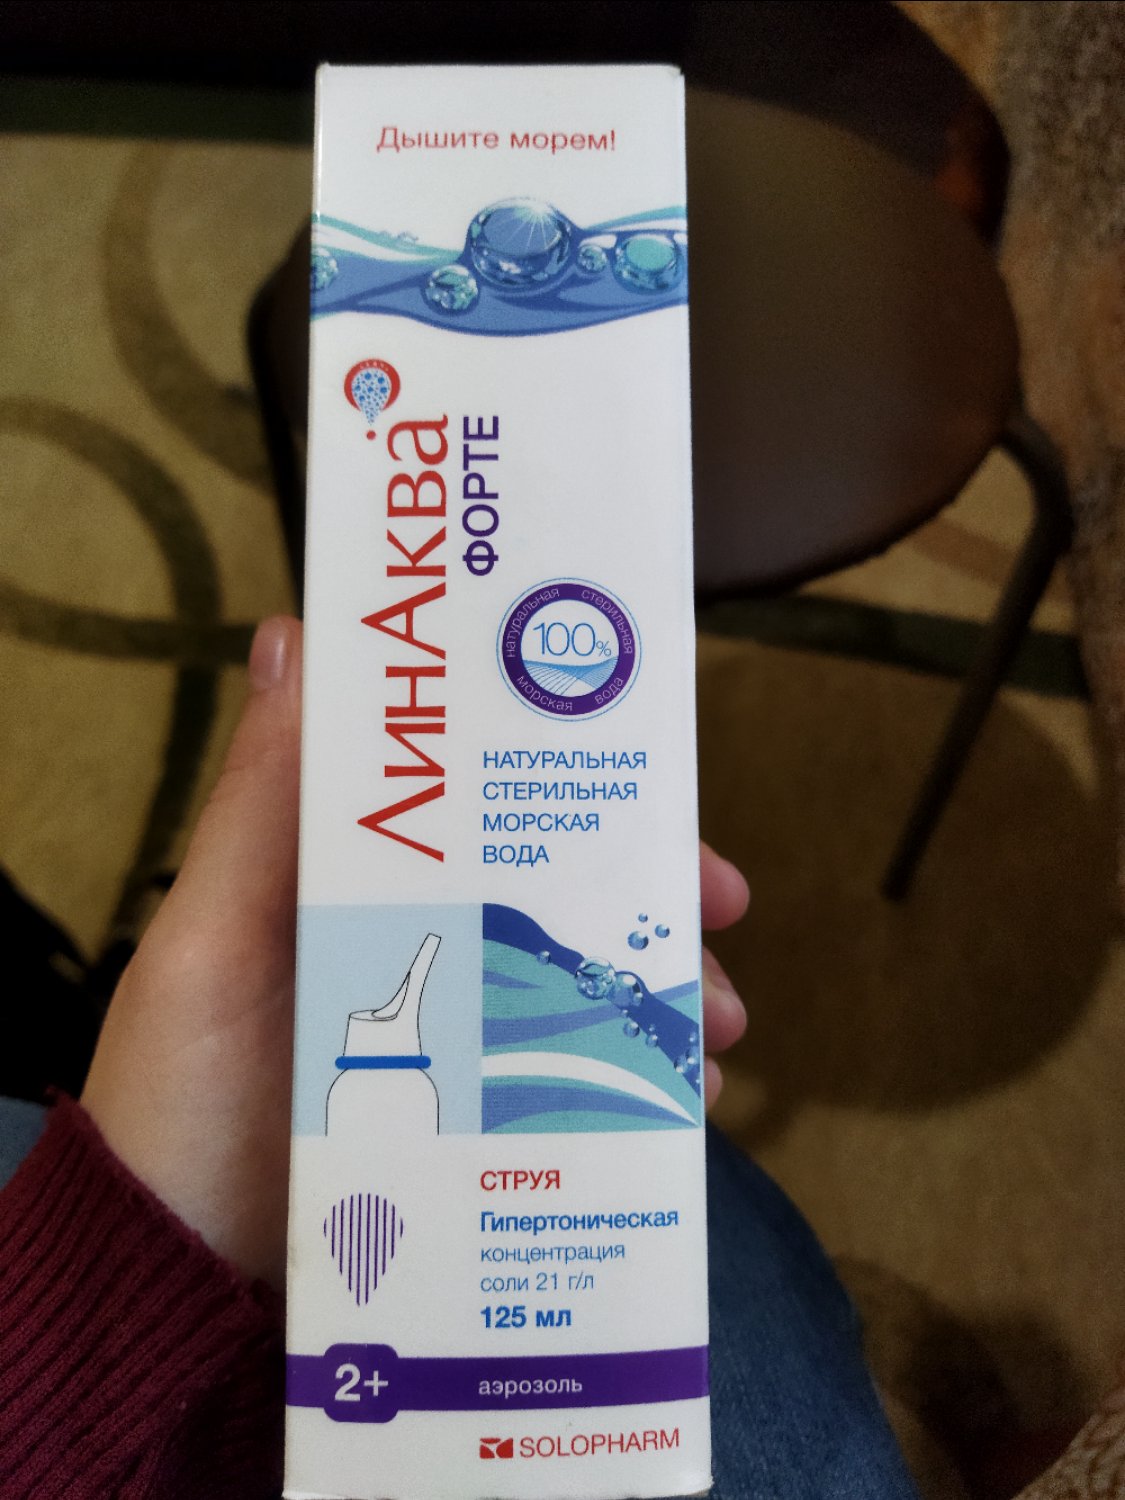 Дышите морем!
ЛинАква
ФОРТЕ
натуральная стерильная
100%
морская вода
НАТУРАЛЬНАЯ
СТЕРИЛЬНАЯ
МОРСКАЯ
ВОДА
СТРУЯ
Гипертоническая
концентрация
соли 21 г/л
125 мл
2+
аэрозоль
SOLOPHARM